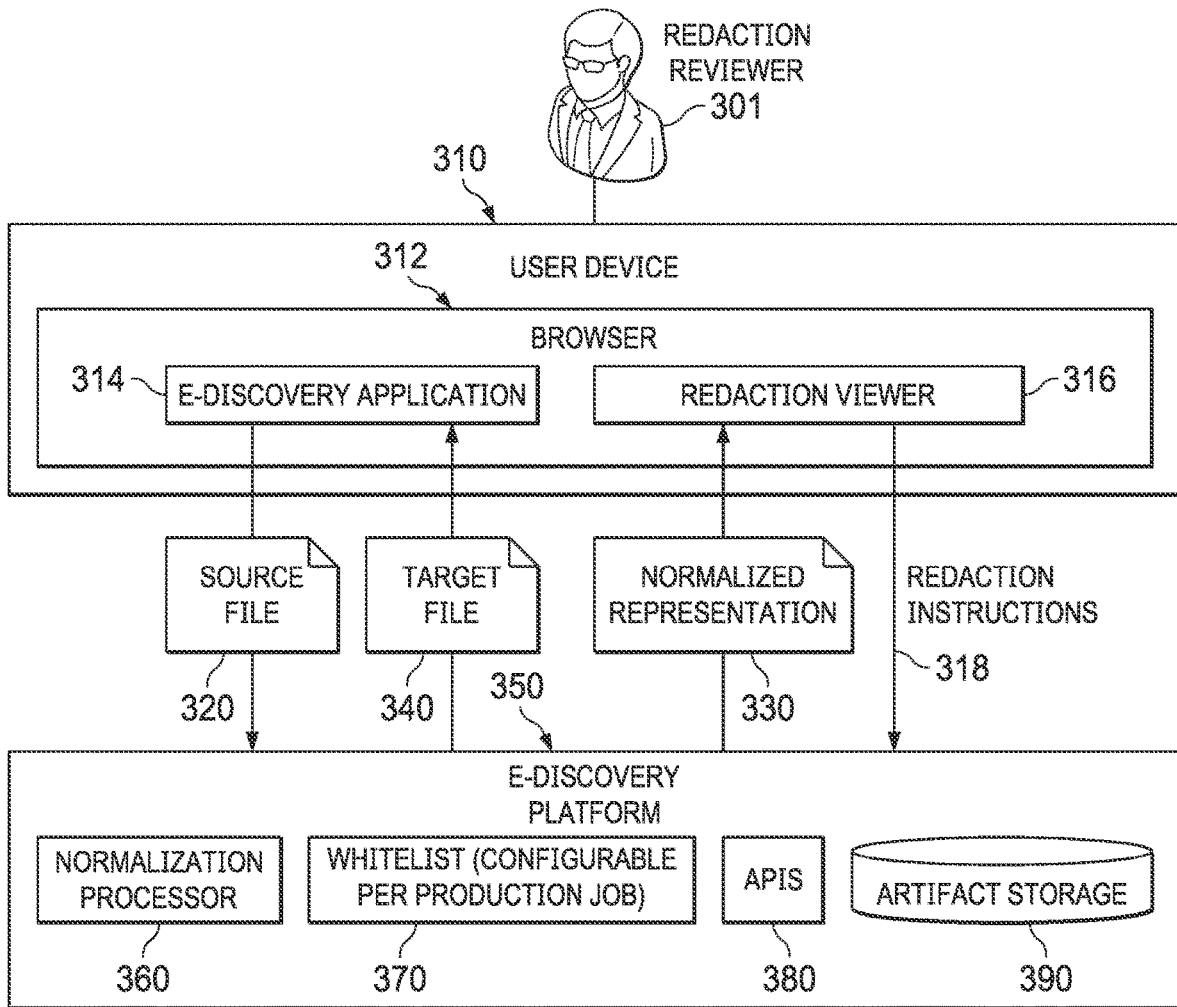 REDACTION
REVIEWER
301
310
USER DEVICE
312
BROWSER
314
E-DISCOVERY APPLICATION
REDACTION VIEWER
316
SOURCE
FILE
320
TARGET
FILE
340
NORMALIZED
REPRESENTATION
330
REDACTION
INSTRUCTIONS
318
350
E-DISCOVERY
PLATFORM
NORMALIZATION
PROCESSOR
360
WHITELIST (CONFIGURABLE
PER PRODUCTION JOB)
370
APIS
380
ARTIFACT STORAGE
390